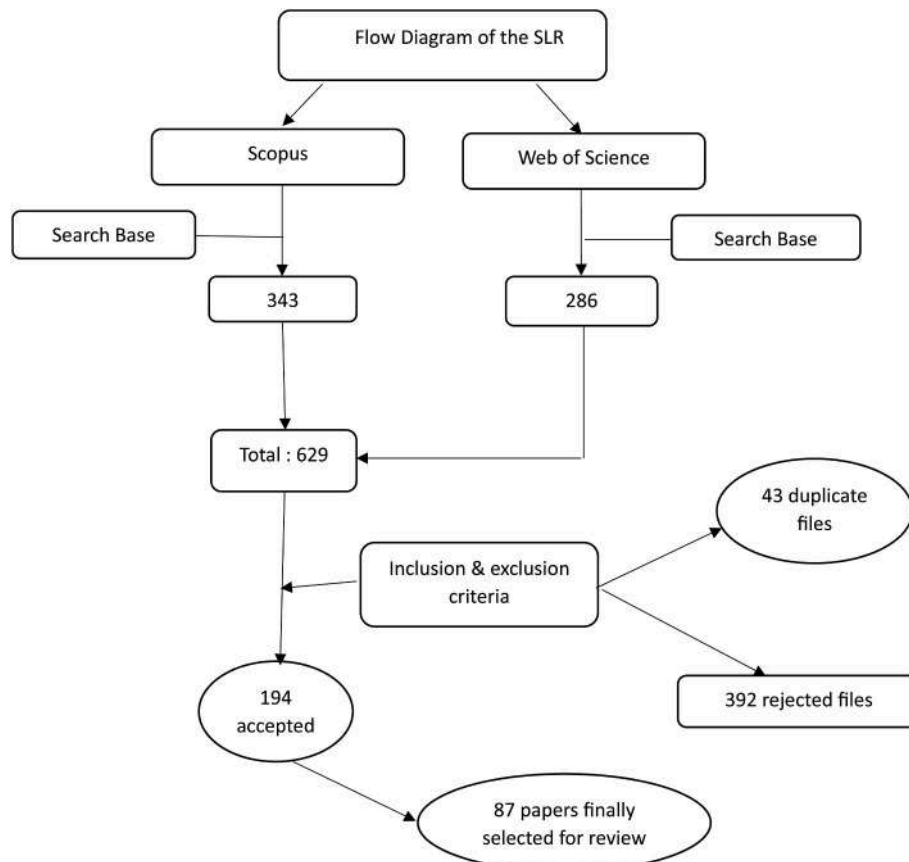 Flow Diagram of the SLR
Scopus
Web of Science
Search Base
Search Base
343
286
Total : 629
43 duplicate
files
Inclusion & exclusion
criteria
392 rejected files
194
accepted
87 papers finally
selected for review